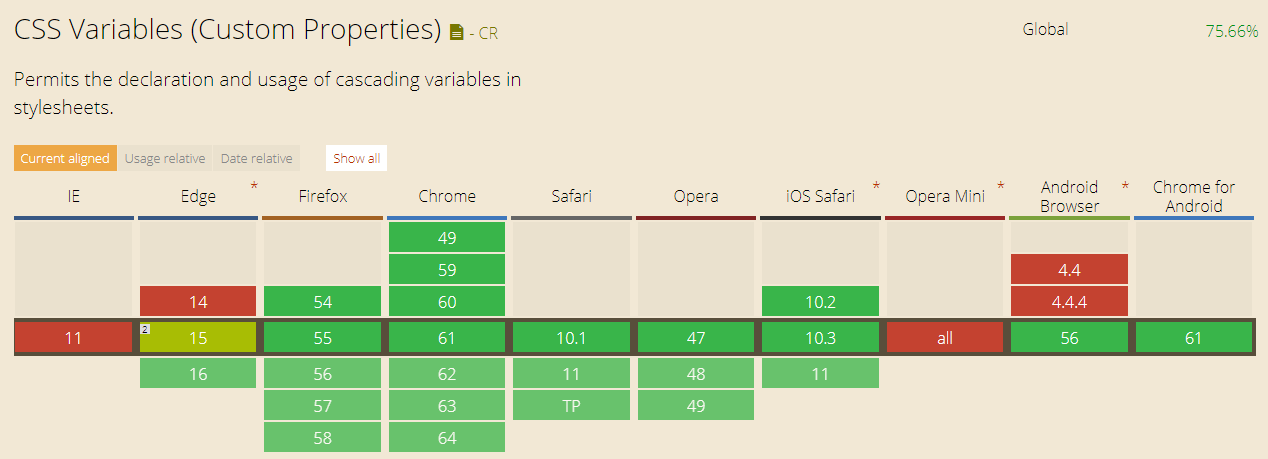 CSS Variables (Custom Properties) - CR Global 75.66%
Permits the declaration and usage of cascading variables in
stylesheets.
Current aligned Usage relative Date relative Show all
IE Edge * Firefox Chrome Safari Opera iOS Safari * Opera Mini * Android Browser * Chrome for Android
49
59 4.4
14 54 60 10.2 4.4.4
11 2 15 55 61 10.1 47 10.3 all 56 61
16 56 62 11 48 11
57 63 TP 49
58 64